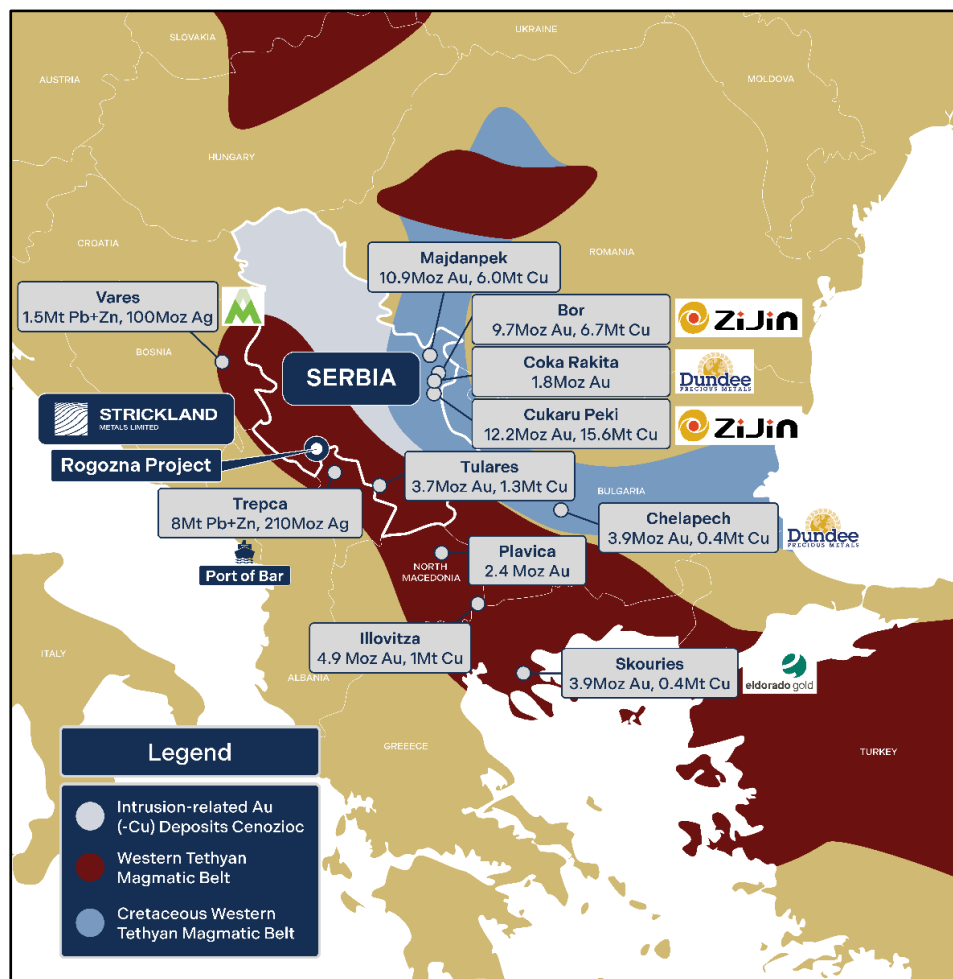 SLOVAKIA
UKRAINE
AUSTRIA
MOLDOVA
HUNGARY
CROATIA
ROMANIA
Majdanpek
10.9Moz Au, 6.0Mt Cu
Vares
1.5Mt Pb+Zn, 100Moz Ag
Bor
9.7Moz Au, 6.7Mt Cu
ZiJin
BOSNIA
SERBIA
Coka Rakita
1.8Moz Au
Dundee
PRECIOUS METALS
STRICKLAND
METALS LIMITED
Cukaru Peki
12.2Moz Au, 15.6Mt Cu
ZiJin
Rogozna Project
Tulares
3.7Moz Au, 1.3Mt Cu
BULGARIA
Trepca
8Mt Pb+Zn, 210Moz Ag
Chelapech
3.9Moz Au, 0.4Mt Cu
Dundee
PRECIOUS METALS
Port of Bar
Plavica
2.4 Moz Au
NORTH
MACEDONIA
Illovitza
4.9 Moz Au, 1Mt Cu
ITALY
ALBANIA
Skouries
3.9Moz Au, 0.4Mt Cu
eldorado gold
GREEECE
TURKEY
Legend
Intrusion-related Au
(-Cu) Deposits Cenozioc
Western Tethyan
Magmatic Belt
Cretaceous Western
Tethyan Magmatic Belt